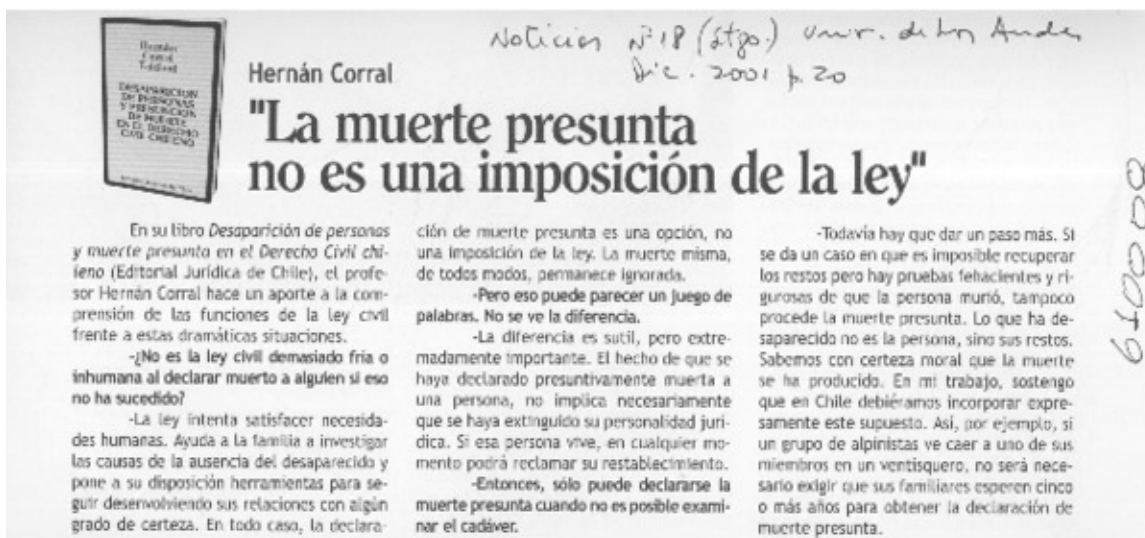 Noticias Nº 18 (Stgo.) Univ. de Los Andes
Dic. 2001 p. 20
Hernán
Corral
Talciani
DESAPARICION
DE PERSONAS
Y PRESUNCION
DE MUERTE
EN EL DERECHO
CIVIL CHILENO
Hernán Corral
"La muerte presunta
no es una imposición de la ley"
En su libro Desaparición de personas
y muerte presunta en el Derecho Civil chi-
leno (Editorial Jurídica de Chile), el profe-
sor Hernán Corral hace un aporte a la com-
prensión de las funciones de la ley civil
frente a estas dramáticas situaciones.
-¿No es la ley civil demasiado fría o
inhumana al declarar muerto a alguien si eso
no ha sucedido?
-La ley intenta satisfacer necesida-
des humanas. Ayuda a la familia a investigar
las causas de la ausencia del desaparecido y
pone a su disposición herramientas para se-
guir desenvolviendo sus relaciones con algún
grado de certeza. En todo caso, la declara-
ción de muerte presunta es una opción, no
una imposición de la ley. La muerte misma,
de todos modos, permanece ignorada.
-Pero eso puede parecer un juego de
palabras. No se ve la diferencia.
-La diferencia es sutil, pero extre-
madamente importante. El hecho de que se
haya declarado presuntivamente muerta a
una persona, no implica necesariamente
que se haya extinguido su personalidad jurí-
dica. Si esa persona vive, en cualquier mo-
mento podrá reclamar su restablecimiento.
-Entonces, sólo puede declararse la
muerte presunta cuando no es posible exami-
nar el cadáver.
-Todavía hay que dar un paso más. Si
se da un caso en que es imposible recuperar
los restos pero hay pruebas fehacientes y ri-
gurosas de que la persona murió, tampoco
procede la muerte presunta. Lo que ha de-
saparecido no es la persona, sino sus restos.
Sabemos con certeza moral que la muerte
se ha producido. En mi trabajo, sostengo
que en Chile debiéramos incorporar expre-
samente este supuesto. Así, por ejemplo, si
un grupo de alpinistas ve caer a uno de sus
miembros en un ventisquero, no será nece-
sario exigir que sus familiares esperen cinco
o más años para obtener la declaración de
muerte presunta.